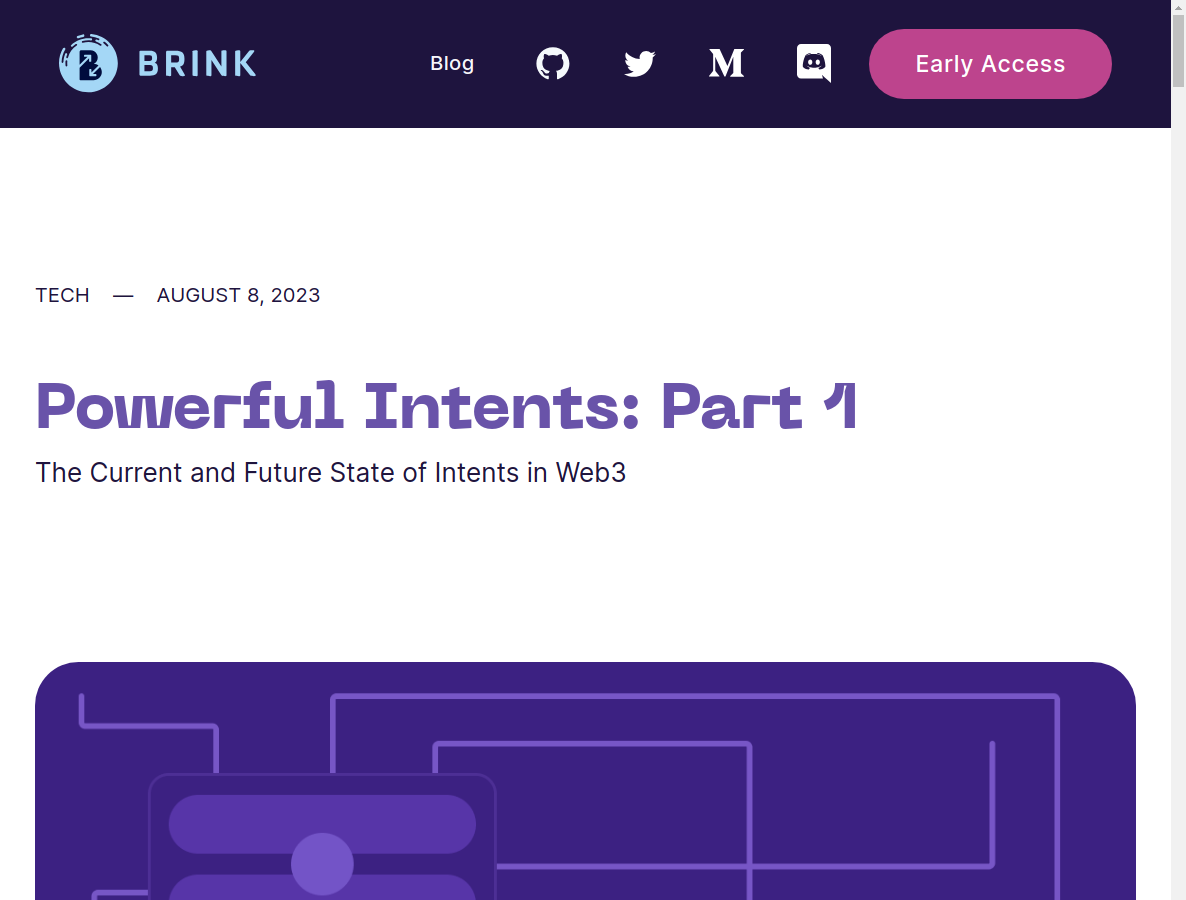 BRINK
Blog
Early Access
TECH — AUGUST 8, 2023
Powerful Intents: Part 1
The Current and Future State of Intents in Web3